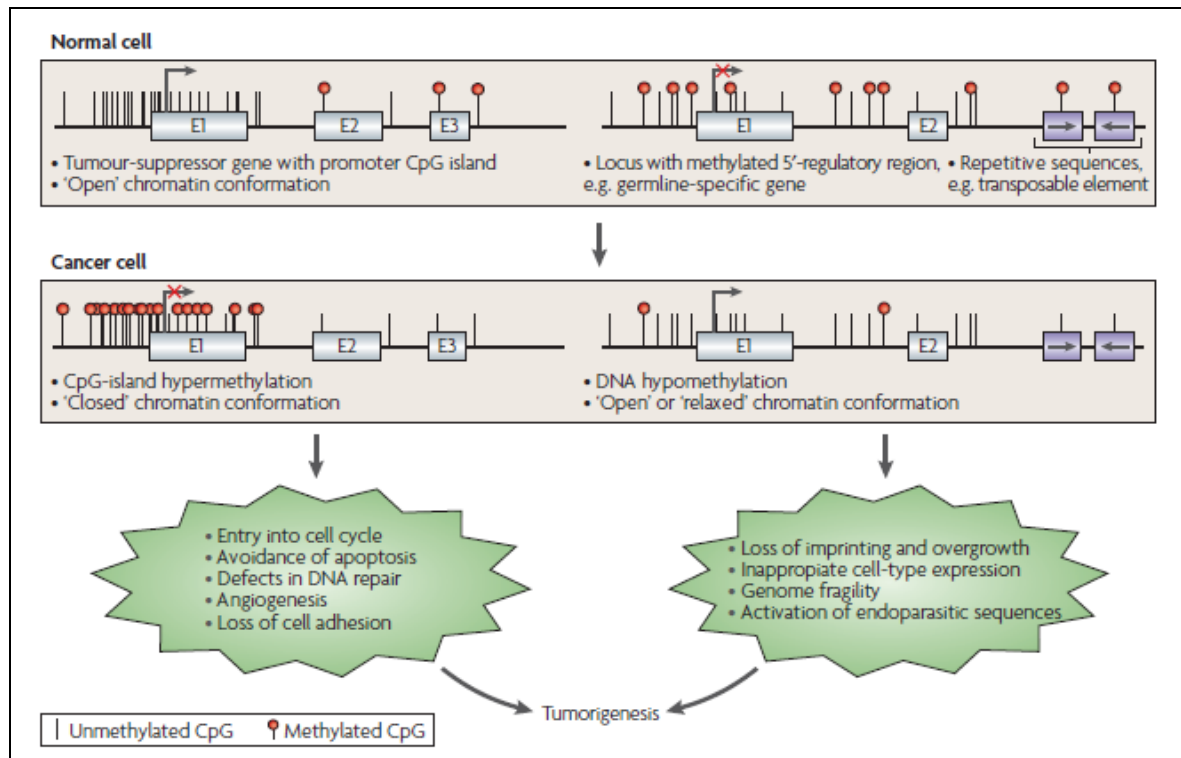 Normal cell
E1
E2
E3
E1
E2
• Tumour-suppressor gene with promoter CpG island
• 'Open' chromatin conformation
• Locus with methylated 5′-regulatory region,
e.g. germline-specific gene
• Repetitive sequences,
e.g. transposable element
Cancer cell
E1
E2
E3
E1
E2
• CpG-island hypermethylation
• 'Closed' chromatin conformation
• DNA hypomethylation
• 'Open' or 'relaxed' chromatin conformation
• Entry into cell cycle
• Avoidance of apoptosis
• Defects in DNA repair
• Angiogenesis
• Loss of cell adhesion
• Loss of imprinting and overgrowth
• Inappropiate cell-type expression
• Genome fragility
• Activation of endoparasitic sequences
Tumorigenesis
Unmethylated CpG
Methylated CpG